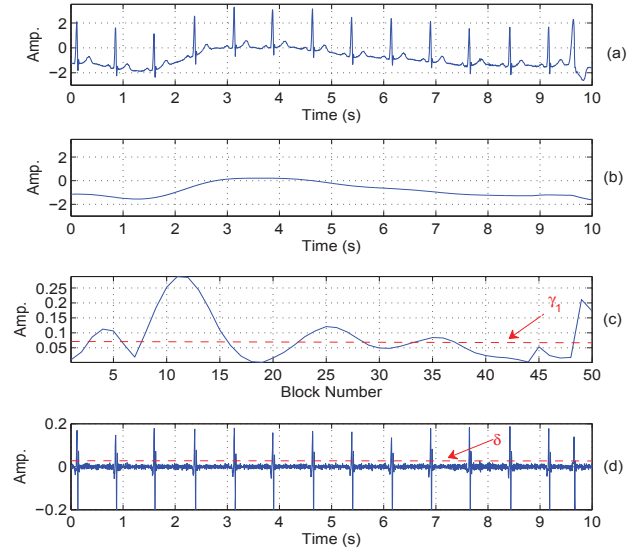 2
0
−2
Amp.
(a)
0 1 2 3 4 5 6 7 8 9 10
Time (s)
2
0
−2
Amp.
(b)
0 1 2 3 4 5 6 7 8 9 10
Time (s)
0.25
0.2
0.15
0.1
0.05
Amp.
γ1
(c)
5 10 15 20 25 30 35 40 45 50
Block Number
0.2
0
−0.2
Amp.
δ
(d)
0 1 2 3 4 5 6 7 8 9 10
Time (s)